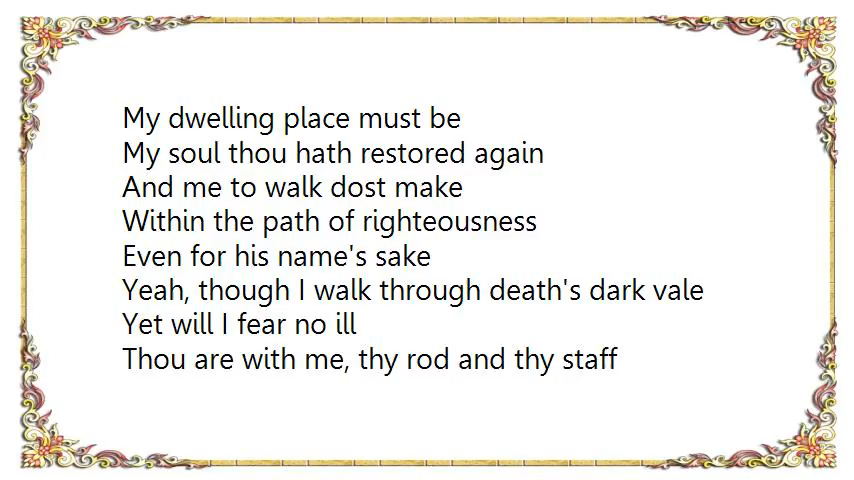 My dwelling place must be
My soul thou hath restored again
And me to walk dost make
Within the path of righteousness
Even for his name's sake
Yeah, though I walk through death's dark vale
Yet will I fear no ill
Thou are with me, thy rod and thy staff